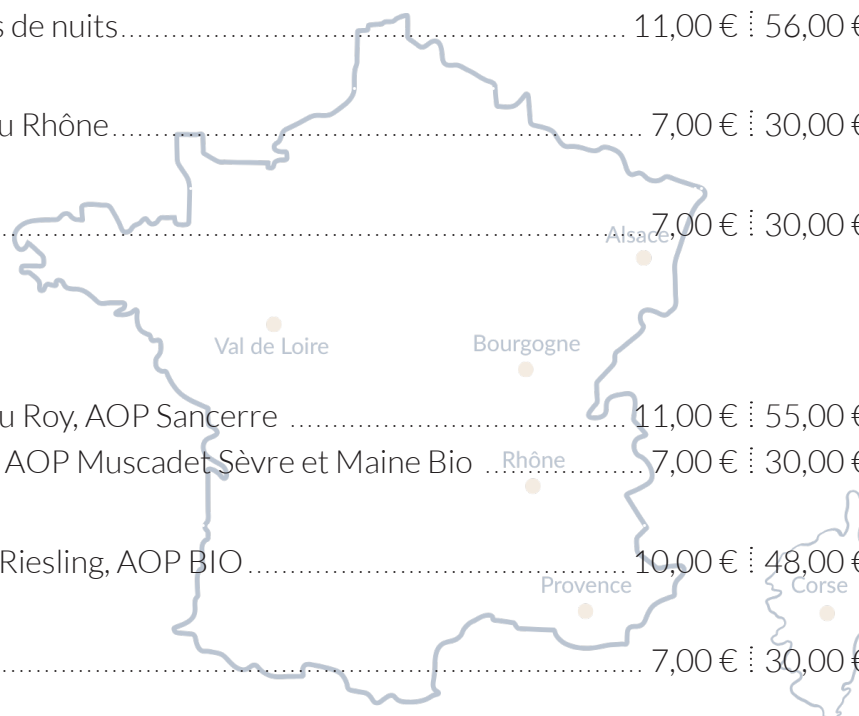 s de nuits.................................................................. 11,00 € ⋮ 56,00 €
u Rhône..................................................................... 7,00 € ⋮ 30,00 €
................................................................................. 7,00 € ⋮ 30,00 €
Alsace
Val de Loire
Bourgogne
u Roy, AOP Sancerre ........................................... 11,00 € ⋮ 55,00 €
AOP Muscadet Sèvre et Maine Bio ..................... 7,00 € ⋮ 30,00 €
Rhône
Riesling, AOP BIO.................................................. 10,00 € ⋮ 48,00 €
Provence
Corse
................................................................................. 7,00 € ⋮ 30,00 €